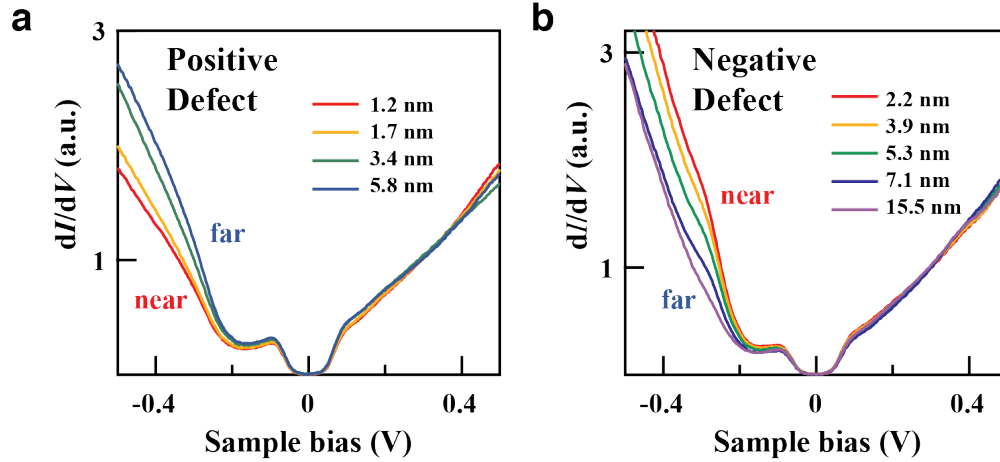 a
3
1
dI/dV (a.u.)
Positive
Defect
1.2 nm
1.7 nm
3.4 nm
5.8 nm
far
near
-0.4
0
0.4
Sample bias (V)
b
3
1
dI/dV (a.u.)
Negative
Defect
2.2 nm
3.9 nm
5.3 nm
7.1 nm
15.5 nm
near
far
-0.4
0
0.4
Sample bias (V)